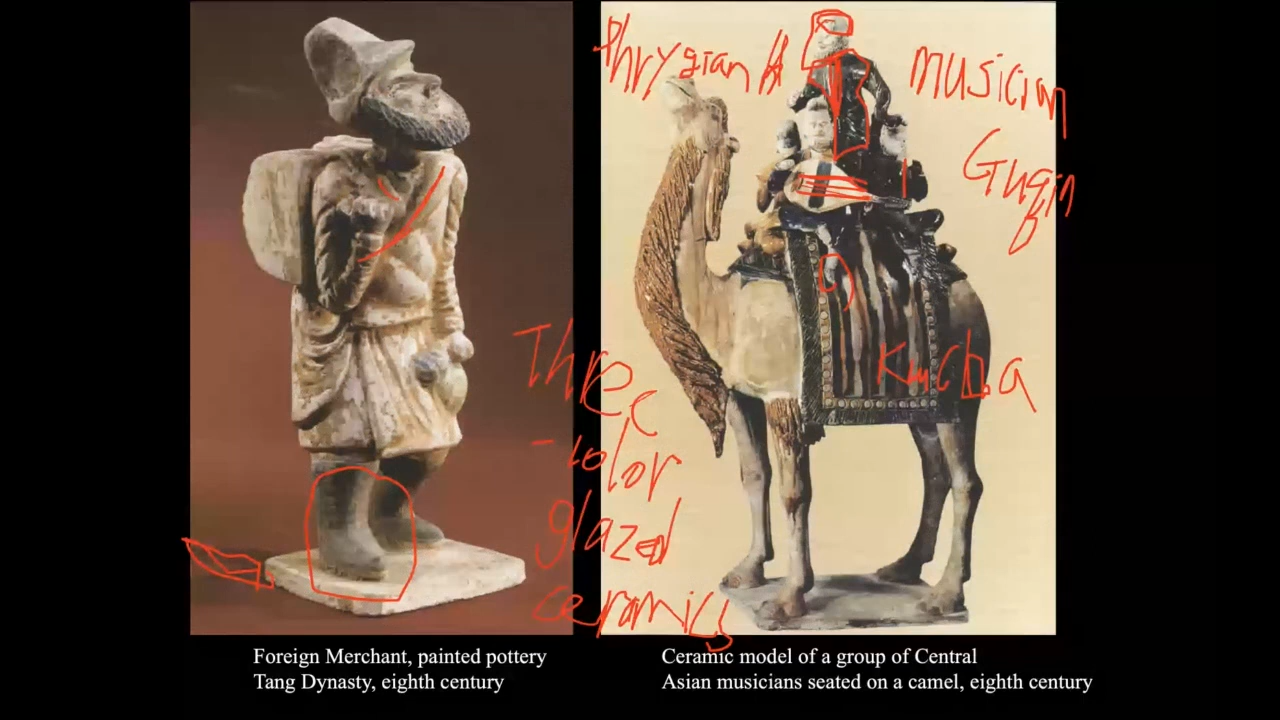 Phrygian H
musician
Guqin
Kucha
Three
-color
glazed
ceramics
Foreign Merchant, painted pottery
Tang Dynasty, eighth century
Ceramic model of a group of Central
Asian musicians seated on a camel, eighth century